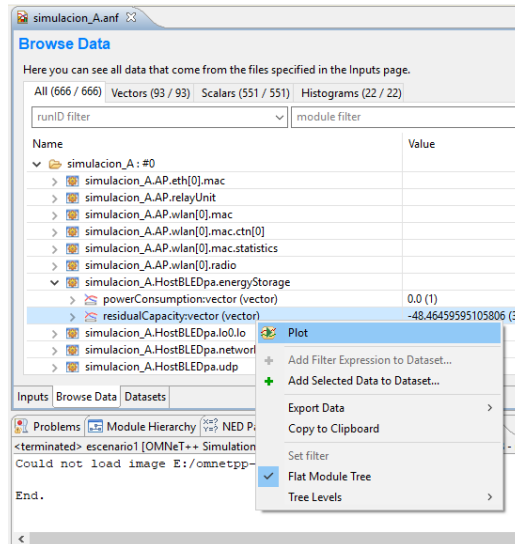 simulacion_A.anf
Browse Data
Here you can see all data that come from the files specified in the Inputs page.
All (666 / 666) Vectors (93 / 93) Scalars (551 / 551) Histograms (22 / 22)
runID filter module filter
Name Value
simulacion_A : #0
simulacion_A.AP.eth[0].mac
simulacion_A.AP.relayUnit
simulacion_A.AP.wlan[0].mac
simulacion_A.AP.wlan[0].mac.ctn[0]
simulacion_A.AP.wlan[0].mac.statistics
simulacion_A.AP.wlan[0].radio
simulacion_A.HostBLEDpa.energyStorage
powerConsumption:vector (vector) 0.0 (1)
residualCapacity:vector (vector) -48.46459595105806 (3
simulacion_A.HostBLEDpa.lo0.lo
simulacion_A.HostBLEDpa.network
simulacion_A.HostBLEDpa.udp
Plot
Add Filter Expression to Dataset...
Add Selected Data to Dataset...
Export Data
Copy to Clipboard
Set filter
Flat Module Tree
Tree Levels
Inputs Browse Data Datasets
Problems Module Hierarchy NED Pa
<terminated> escenario1 [OMNeT++ Simulation
Could not load image E:/omnetpp-
End.